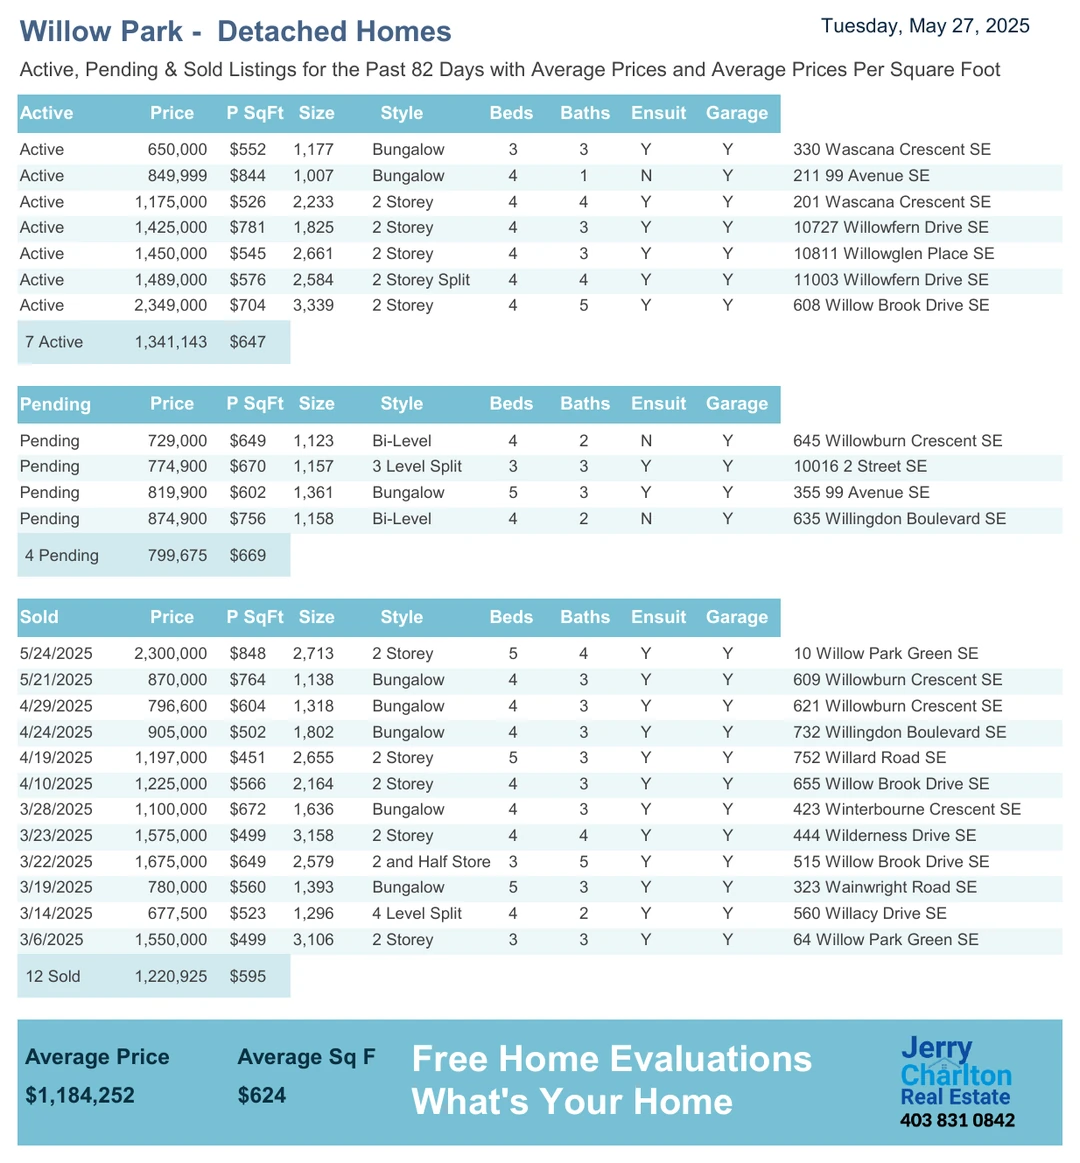 Willow Park -  Detached Homes
Tuesday, May 27, 2025
Active, Pending & Sold Listings for the Past 82 Days with Average Prices and Average Prices Per Square Foot
Active Price P SqFt Size Style Beds Baths Ensuit Garage
Active 650,000 $552 1,177 Bungalow 3 3 Y Y 330 Wascana Crescent SE
Active 849,999 $844 1,007 Bungalow 4 1 N Y 211 99 Avenue SE
Active 1,175,000 $526 2,233 2 Storey 4 4 Y Y 201 Wascana Crescent SE
Active 1,425,000 $781 1,825 2 Storey 4 3 Y Y 10727 Willowfern Drive SE
Active 1,450,000 $545 2,661 2 Storey 4 3 Y Y 10811 Willowglen Place SE
Active 1,489,000 $576 2,584 2 Storey Split 4 4 Y Y 11003 Willowfern Drive SE
Active 2,349,000 $704 3,339 2 Storey 4 5 Y Y 608 Willow Brook Drive SE
7 Active 1,341,143 $647
Pending Price P SqFt Size Style Beds Baths Ensuit Garage
Pending 729,000 $649 1,123 Bi-Level 4 2 N Y 645 Willowburn Crescent SE
Pending 774,900 $670 1,157 3 Level Split 3 3 Y Y 10016 2 Street SE
Pending 819,900 $602 1,361 Bungalow 5 3 Y Y 355 99 Avenue SE
Pending 874,900 $756 1,158 Bi-Level 4 2 N Y 635 Willingdon Boulevard SE
4 Pending 799,675 $669
Sold Price P SqFt Size Style Beds Baths Ensuit Garage
5/24/2025 2,300,000 $848 2,713 2 Storey 5 4 Y Y 10 Willow Park Green SE
5/21/2025 870,000 $764 1,138 Bungalow 4 3 Y Y 609 Willowburn Crescent SE
4/29/2025 796,600 $604 1,318 Bungalow 4 3 Y Y 621 Willowburn Crescent SE
4/24/2025 905,000 $502 1,802 Bungalow 4 3 Y Y 732 Willingdon Boulevard SE
4/19/2025 1,197,000 $451 2,655 2 Storey 5 3 Y Y 752 Willard Road SE
4/10/2025 1,225,000 $566 2,164 2 Storey 4 3 Y Y 655 Willow Brook Drive SE
3/28/2025 1,100,000 $672 1,636 Bungalow 4 3 Y Y 423 Winterbourne Crescent SE
3/23/2025 1,575,000 $499 3,158 2 Storey 4 4 Y Y 444 Wilderness Drive SE
3/22/2025 1,675,000 $649 2,579 2 and Half Store 3 5 Y Y 515 Willow Brook Drive SE
3/19/2025 780,000 $560 1,393 Bungalow 5 3 Y Y 323 Wainwright Road SE
3/14/2025 677,500 $523 1,296 4 Level Split 4 2 Y Y 560 Willacy Drive SE
3/6/2025 1,550,000 $499 3,106 2 Storey 3 3 Y Y 64 Willow Park Green SE
12 Sold 1,220,925 $595
Average Price Average Sq F
$1,184,252 $624
Free Home Evaluations
What's Your Home
Jerry
Charlton
Real Estate
403 831 0842